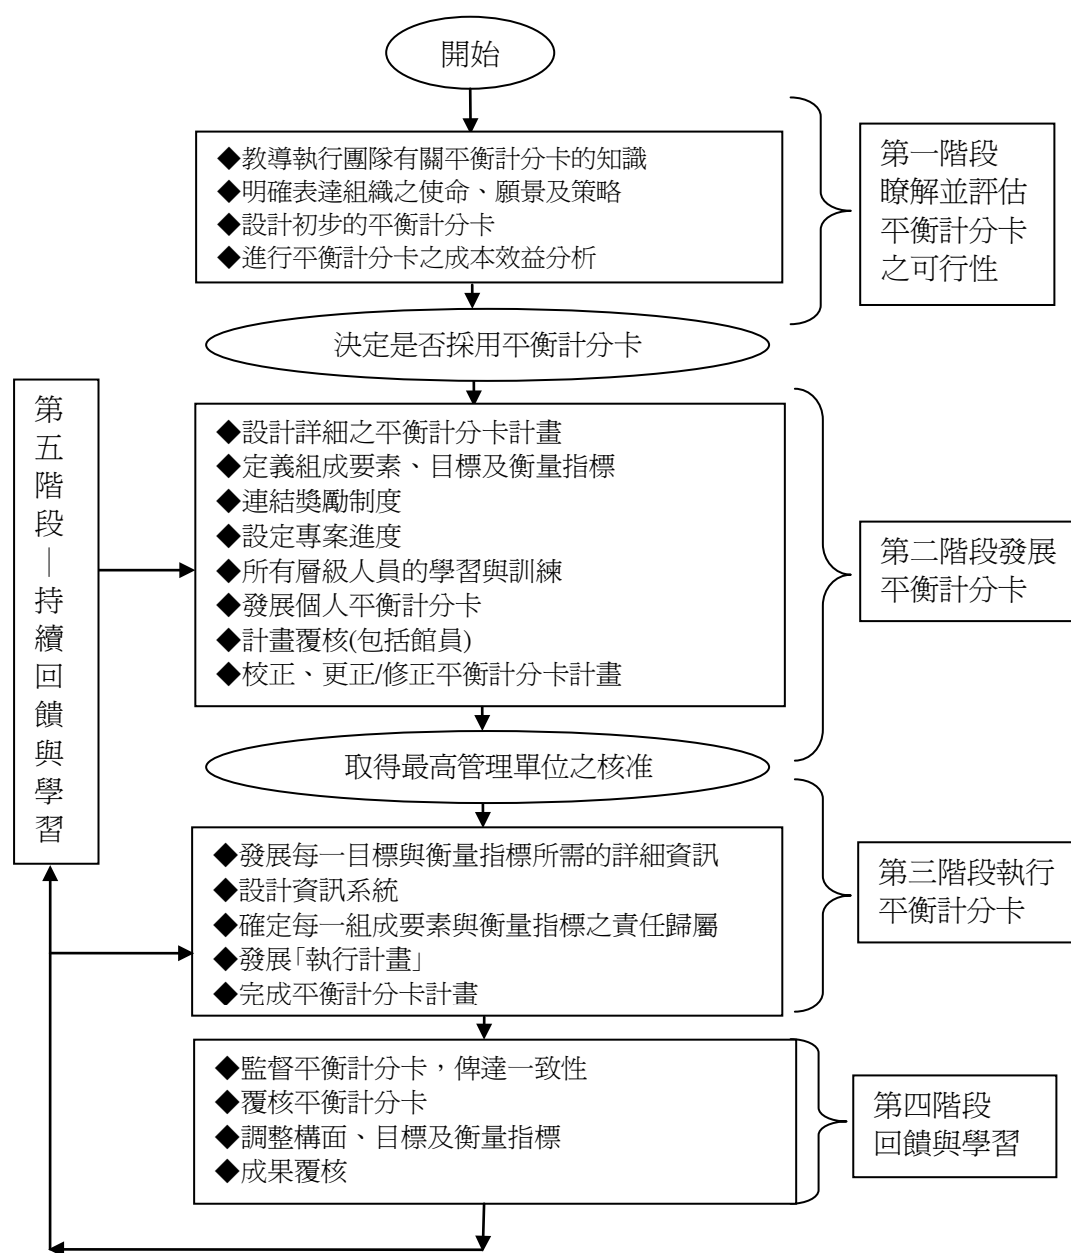 開始
◆教導執行團隊有關平衡計分卡的知識
◆明確表達組織之使命、願景及策略
◆設計初步的平衡計分卡
◆進行平衡計分卡之成本效益分析
第一階段
瞭解並評估
平衡計分卡
之可行性
決定是否採用平衡計分卡
第五階段｜持續回饋與學習
◆設計詳細之平衡計分卡計畫
◆定義組成要素、目標及衡量指標
◆連結獎勵制度
◆設定專案進度
◆所有層級人員的學習與訓練
◆發展個人平衡計分卡
◆計畫覆核(包括館員)
◆校正、更正/修正平衡計分卡計畫
第二階段發展
平衡計分卡
取得最高管理單位之核准
◆發展每一目標與衡量指標所需的詳細資訊
◆設計資訊系統
◆確定每一組成要素與衡量指標之責任歸屬
◆發展「執行計畫」
◆完成平衡計分卡計畫
第三階段執行
平衡計分卡
◆監督平衡計分卡，俾達一致性
◆覆核平衡計分卡
◆調整構面、目標及衡量指標
◆成果覆核
第四階段
回饋與學習